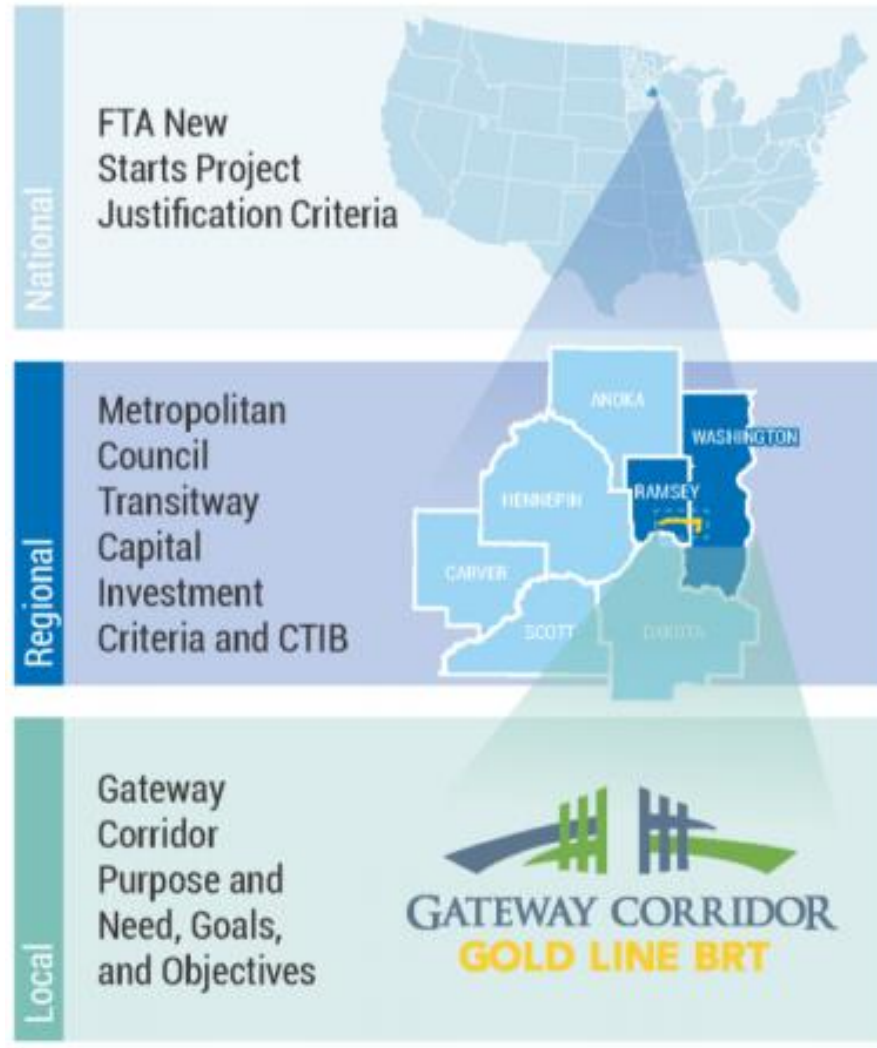 National
FTA New
Starts Project
Justification Criteria
Regional
Metropolitan
Council
Transitway
Capital
Investment
Criteria and CTIB
ANOKA
WASHINGTON
HENNEPIN
RAMSEY
CARVER
SCOTT
DAKOTA
Local
Gateway
Corridor
Purpose and
Need, Goals,
and Objectives
GATEWAY CORRIDOR
GOLD LINE BRT